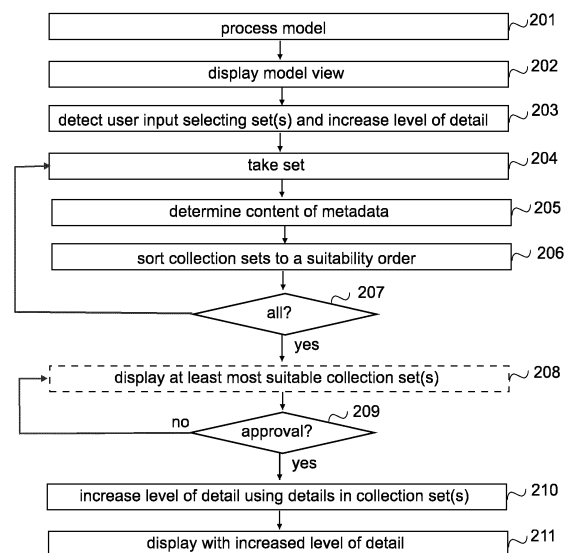 process model 201
display model view 202
detect user input selecting set(s) and increase level of detail 203
take set 204
determine content of metadata 205
sort collection sets to a suitability order 206
all? 207
yes
display at least most suitable collection set(s) 208
no approval? 209
yes
increase level of detail using details in collection set(s) 210
display with increased level of detail 211